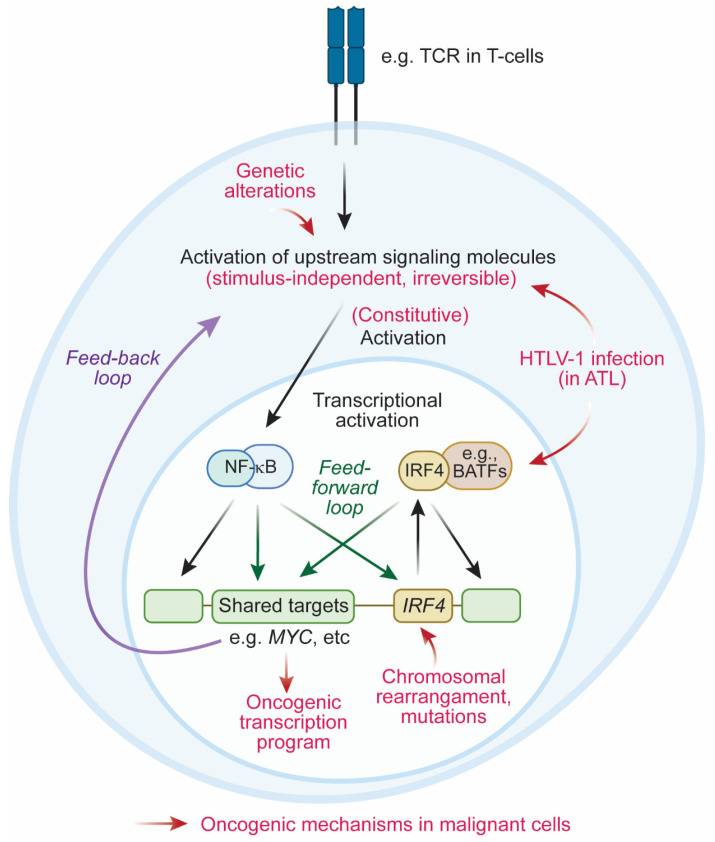 e.g. TCR in T-cells
Genetic
alterations
Activation of upstream signaling molecules
(stimulus-independent, irreversible)
(Constitutive)
Activation
Feed-back
loop
HTLV-1 infection
(in ATL)
Transcriptional
activation
NF-κB
Feed-
forward
loop
IRF4
e.g.,
BATFs
Shared targets
IRF4
e.g. MYC, etc
Oncogenic
transcription
program
Chromosomal
rearrangament,
mutations
Oncogenic mechanisms in malignant cells